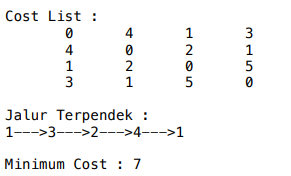 Cost List :
0 4 1 3
4 0 2 1
1 2 0 5
3 1 5 0
Jalur Terpendek :
1--->3--->2--->4--->1
Minimum Cost : 7